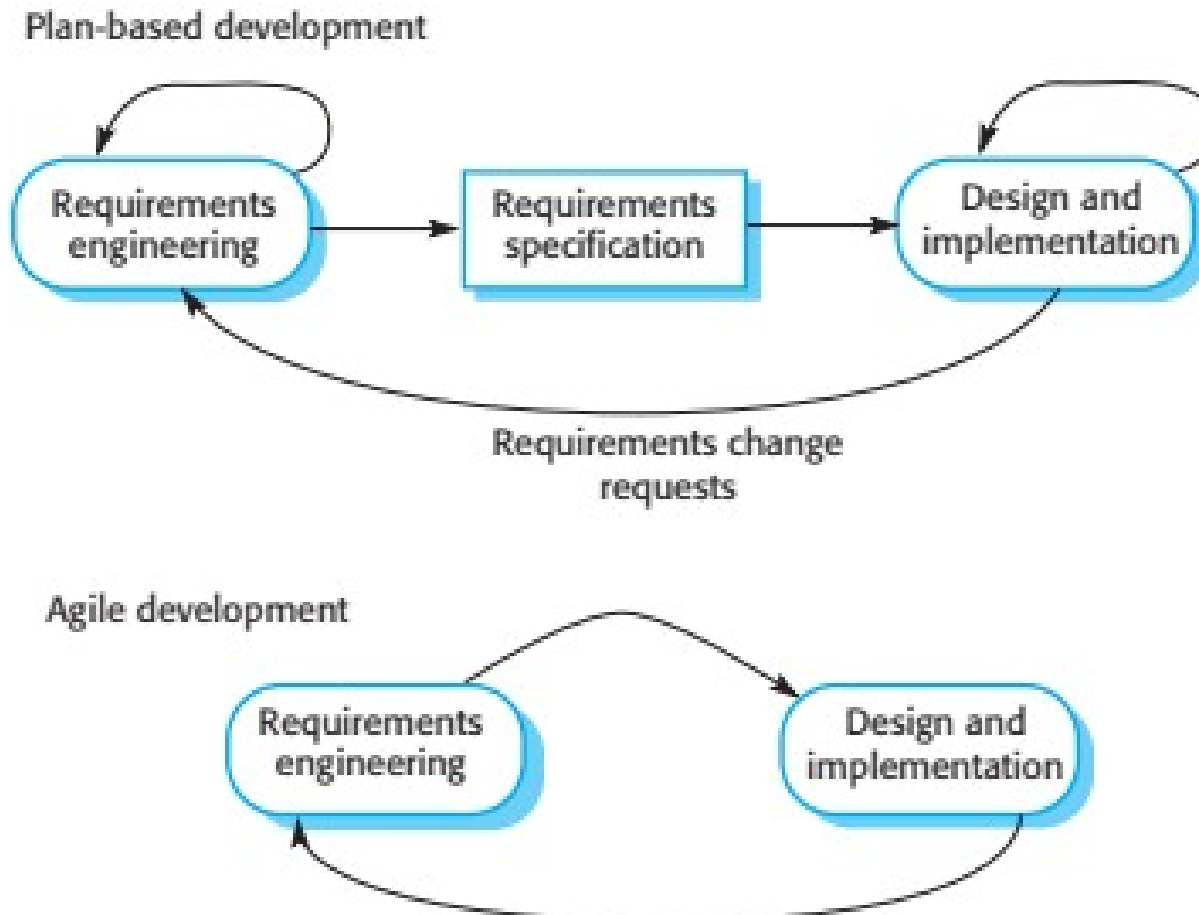 Plan-based development
Requirements
engineering
Requirements
specification
Design and
implementation
Requirements change
requests
Agile development
Requirements
engineering
Design and
implementation